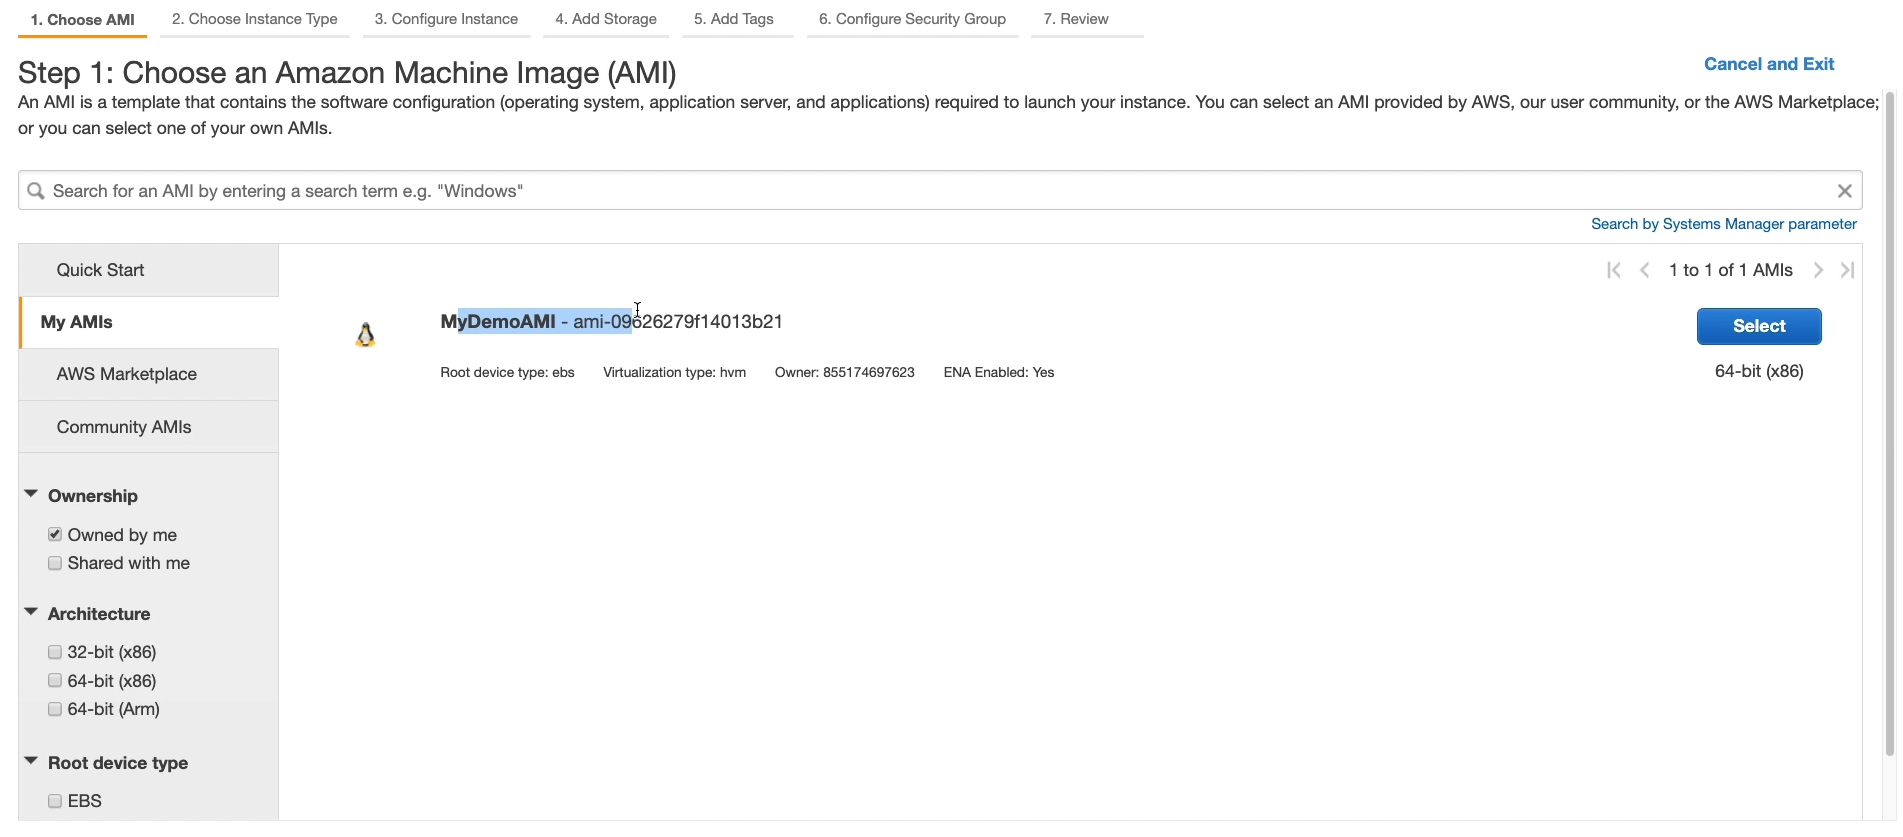 1. Choose AMI 2. Choose Instance Type 3. Configure Instance 4. Add Storage 5. Add Tags 6. Configure Security Group 7. Review
Step 1: Choose an Amazon Machine Image (AMI)
Cancel and Exit
An AMI is a template that contains the software configuration (operating system, application server, and applications) required to launch your instance. You can select an AMI provided by AWS, our user community, or the AWS Marketplace;
or you can select one of your own AMIs.
Search for an AMI by entering a search term e.g. "Windows"
Search by Systems Manager parameter
Quick Start
My AMIs
AWS Marketplace
Community AMIs
Ownership
Owned by me
Shared with me
Architecture
32-bit (x86)
64-bit (x86)
64-bit (Arm)
Root device type
EBS
1 to 1 of 1 AMIs
MyDemoAMI - ami-09626279f14013b21
Root device type: ebs Virtualization type: hvm Owner: 855174697623 ENA Enabled: Yes
Select
64-bit (x86)